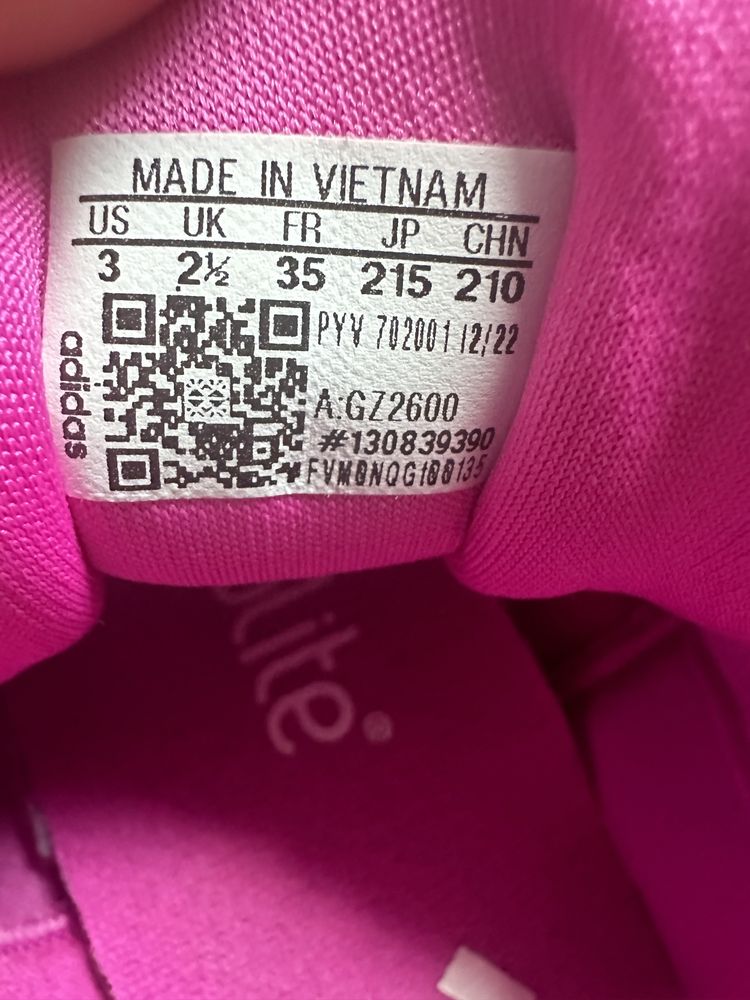 MADE IN VIETNAM
US UK FR JP CHN
3 2½ 35 215 210
PYV 702001 12/22
adidas
A:GZ2600
#130839390